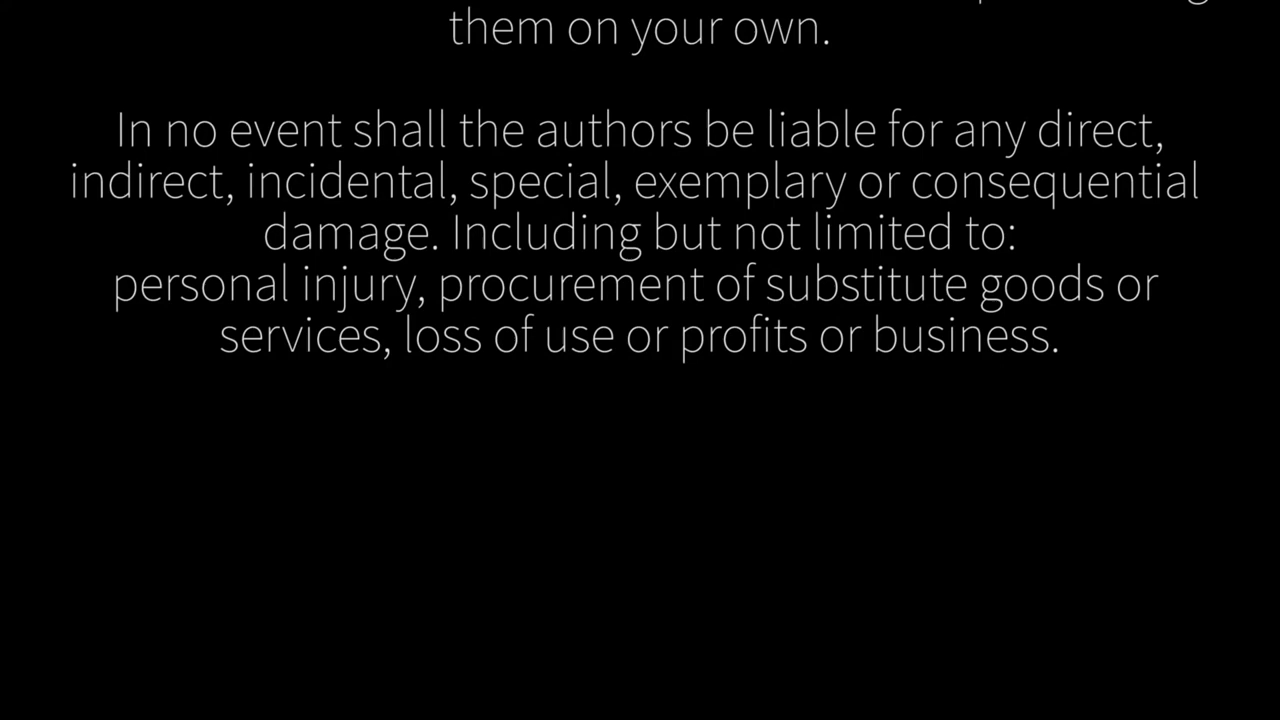 them on your own.
In no event shall the authors be liable for any direct,
indirect, incidental, special, exemplary or consequential
damage. Including but not limited to:
personal injury, procurement of substitute goods or
services, loss of use or profits or business.